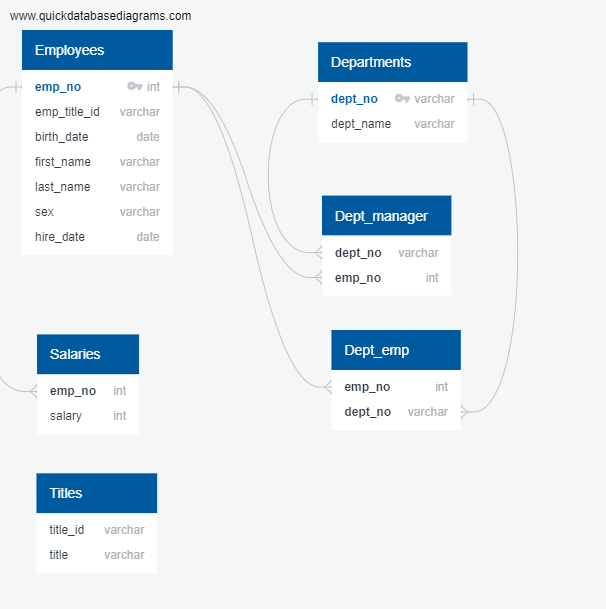 www.quickdatabasediagrams.com
Employees
emp_no int
emp_title_id varchar
birth_date date
first_name varchar
last_name varchar
sex varchar
hire_date date
Departments
dept_no varchar
dept_name varchar
Dept_manager
dept_no varchar
emp_no int
Dept_emp
emp_no int
dept_no varchar
Salaries
emp_no int
salary int
Titles
title_id varchar
title varchar